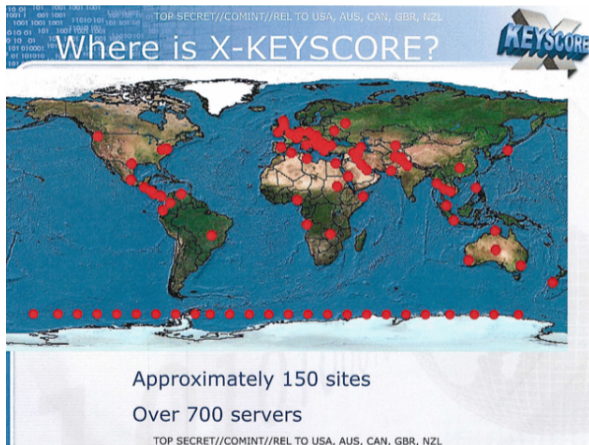 TOP SECRET//COMINT//REL TO USA, AUS, CAN, GBR, NZL
Where is X-KEYSCORE?
X
KEYSCORE
Approximately 150 sites
Over 700 servers
TOP SECRET//COMINT//REL TO USA, AUS, CAN, GBR, NZL